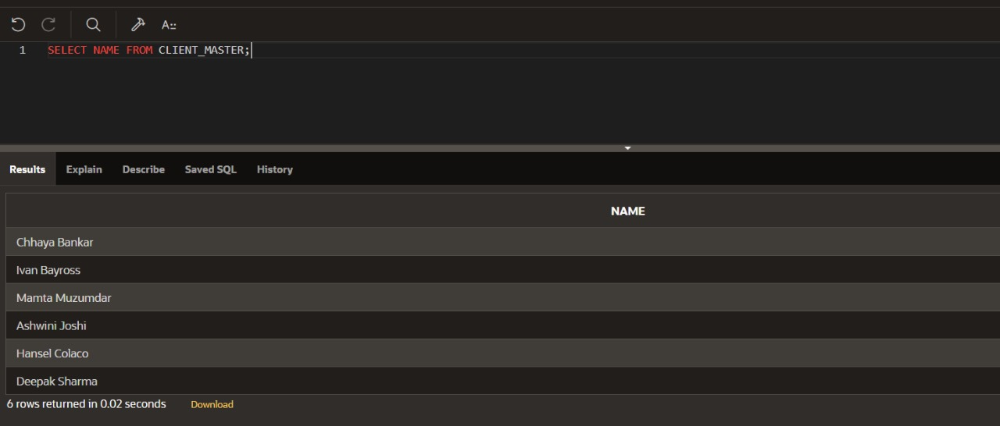 A::
1 SELECT NAME FROM CLIENT_MASTER;
Results Explain Describe Saved SQL History
NAME
Chhaya Bankar
Ivan Bayross
Mamta Muzumdar
Ashwini Joshi
Hansel Colaco
Deepak Sharma
6 rows returned in 0.02 seconds Download